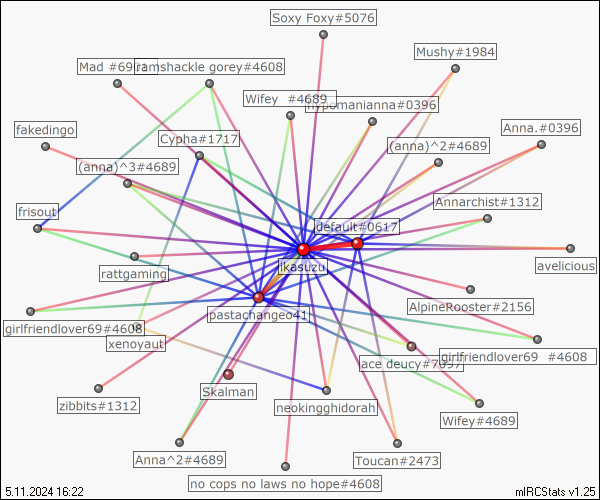 Soxy Foxy#5076
Mushy#1984
Mad #69
ramshackle gorey#4608
Wifey  #4689
hypomanianna#0396
Anna.#0396
fakedingo
Cypha#1717
(anna)^2#4689
(anna)^3#4689
Annarchist#1312
frisout
default#0617
ikasuzu
rattgaming
avelicious
AlpineRooster#2156
pastachangeo41
girlfriendlover69#4608
xenoyaut
girlfriendlover69  #4608
ace deucy#7097
Skalman
neokingghidorah
zibbits#1312
Wifey#4689
Anna^2#4689
Toucan#2473
no cops no laws no hope#4608
5.11.2024 16:22
mIRCStats v1.25